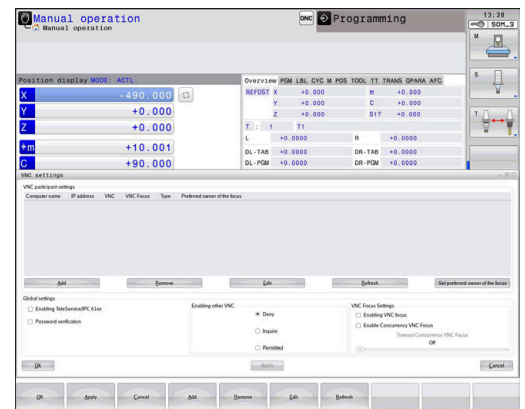 Manual operation
Manual operation
DNC
Programming
13:38
SOM_3
M
Position display MODE: ACTL.
X -490.000
Y +0.000
Z +0.000
m +10.001
C +90.000
Overview PGM LBL CYC M POS TOOL TT TRANS QPARA AFC
REFDST X +0.000 m +0.000
Y +0.000 C +0.000
Z +0.000 S1? +0.000
T : 1 T1
L +0.0000 R +0.0000
DL-TAB +0.0000 DR-TAB +0.0000
DL-PGM +0.0000 DR-PGM +0.0000
S
T
VNC settings
VNC participant settings
Computer name IP address VNC VNC Focus Type Preferred owner of the focus
Add Remove Edit Refresh Set preferred owner of the focus
Global settings
Enabling TeleService/IPC 61xx
Password verification
Enabling other VNC
Deny
Inquire
Permitted
VNC Focus Settings
Enabling VNC focus
Enable Concurrency VNC Focus
Timeout Concurrency VNC Focus
Off
OK Apply Cancel
OK Apply Cancel Add Remove Edit Refresh